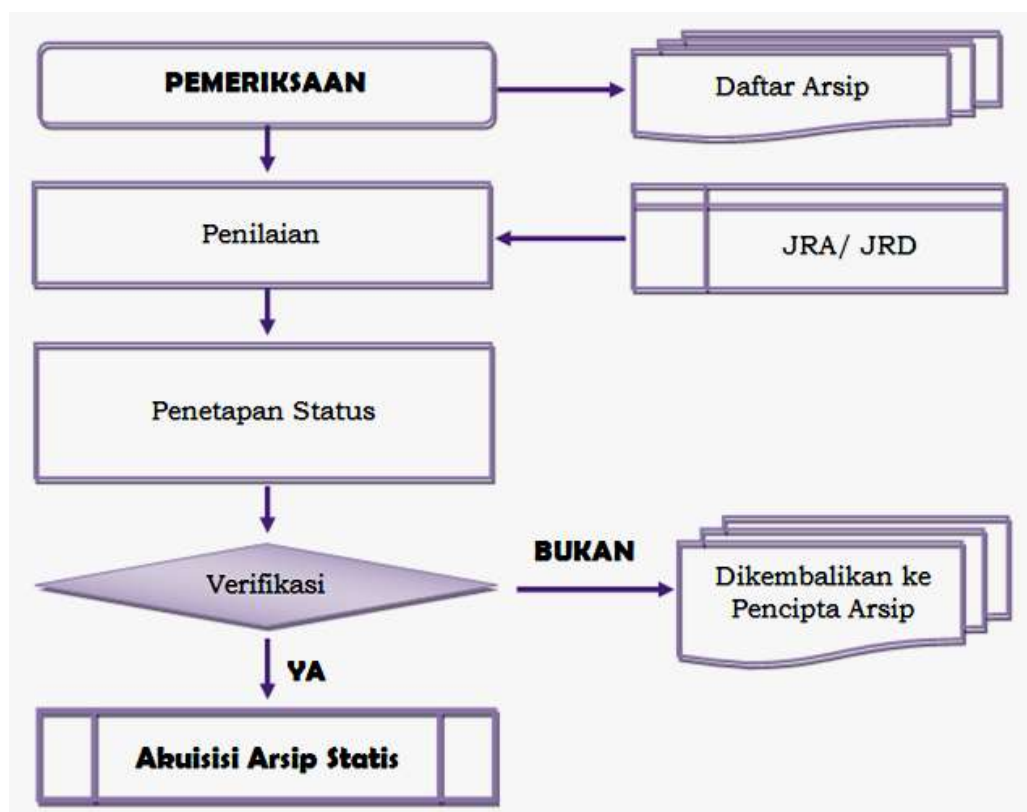 PEMERIKSAAN
Daftar Arsip
Penilaian
JRA/ JRD
Penetapan Status
Verifikasi
BUKAN
Dikembalikan ke
Pencipta Arsip
YA
Akuisisi Arsip Statis